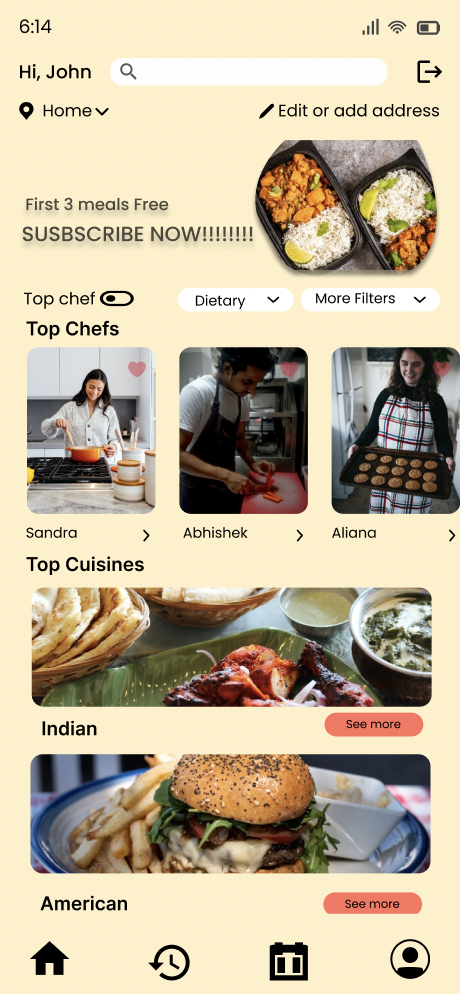 6:14
Hi, John
Home
Edit or add address
First 3 meals Free
SUSBSCRIBE NOW!!!!!!!!
Top chef
Dietary
More Filters
Top Chefs
Sandra
Abhishek
Aliana
Top Cuisines
Indian
See more
American
See more